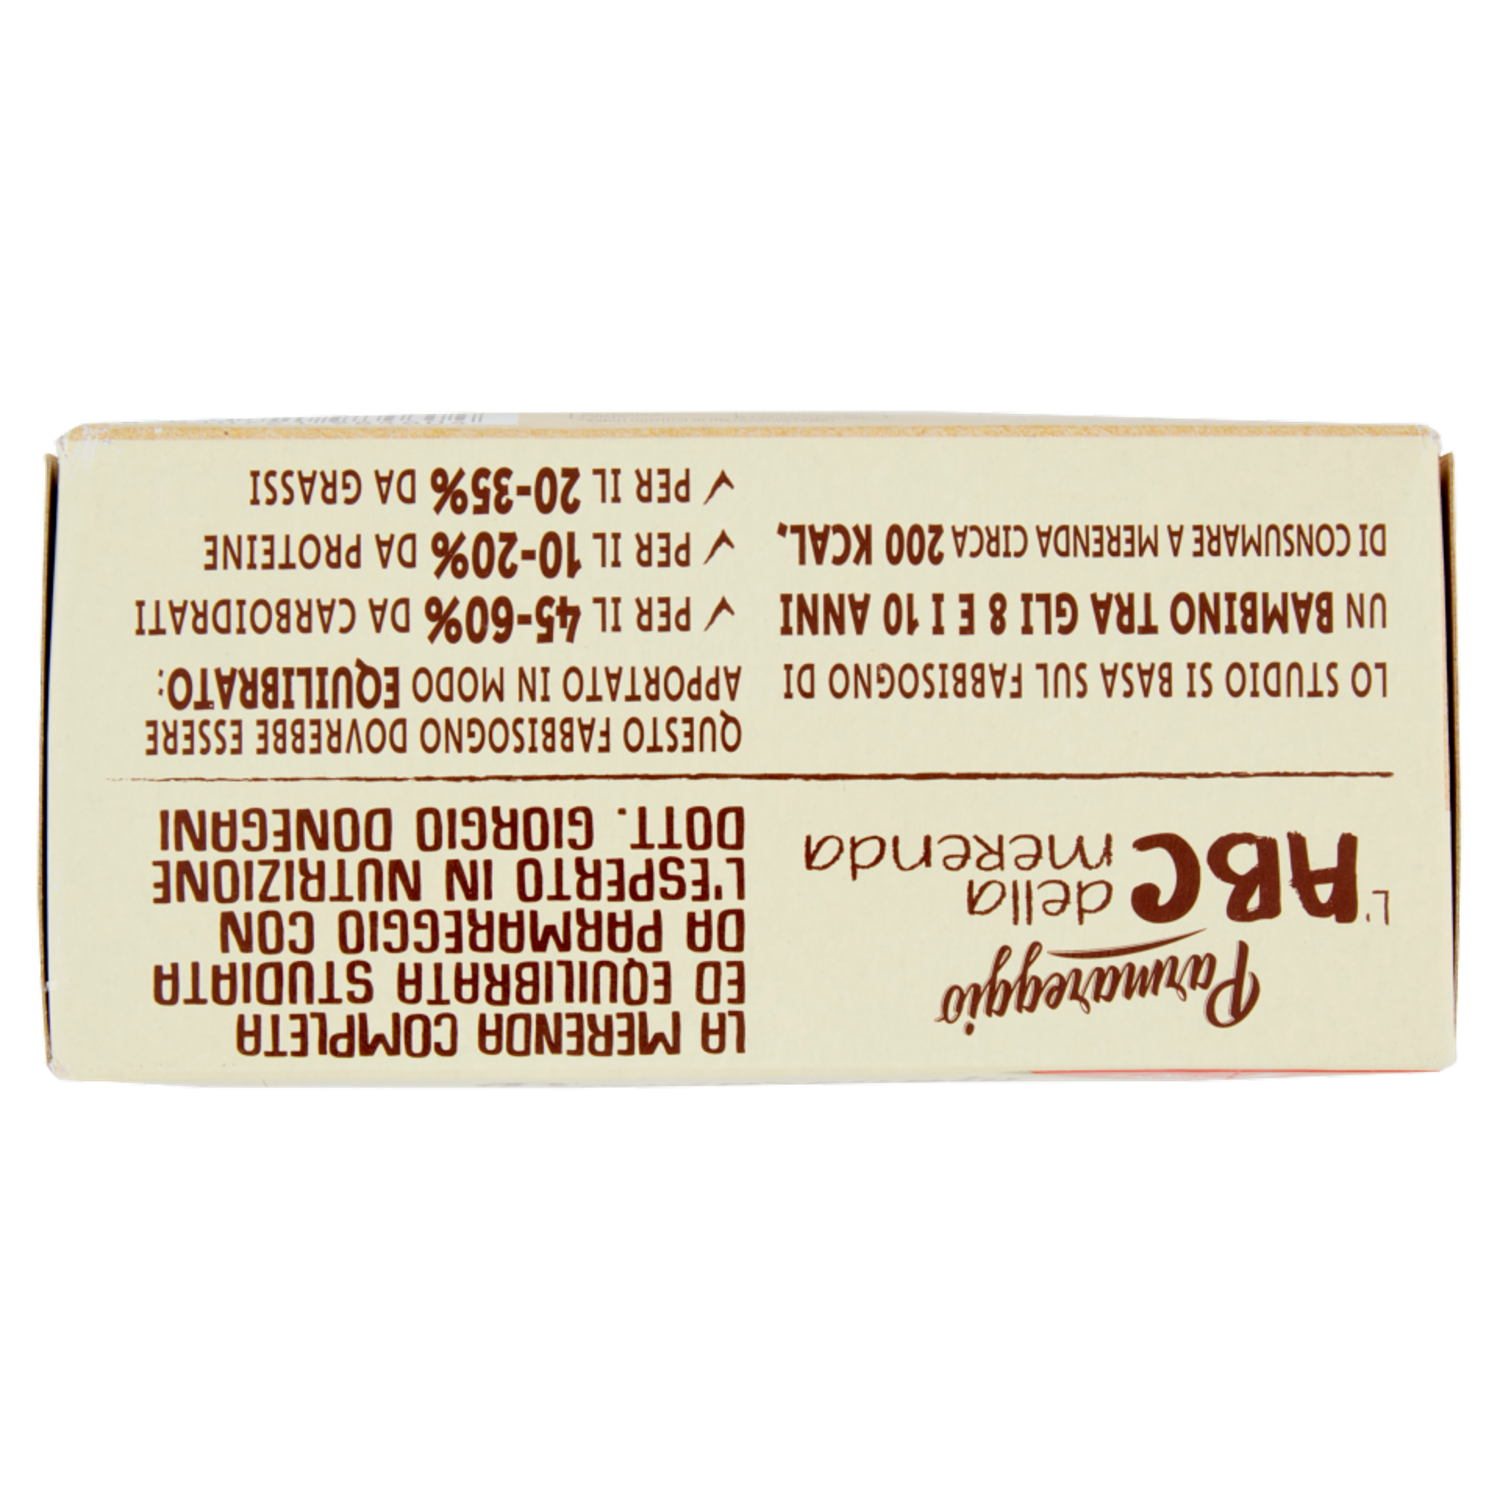 Parmareggio
L'ABC della
merenda
LA MERENDA COMPLETA
ED EQUILIBRATA STUDIATA
DA PARMAREGGIO CON
L'ESPERTO IN NUTRIZIONE
DOTT. GIORGIO DONEGANI
LO STUDIO SI BASA SUL FABBISOGNO DI
UN BAMBINO TRA GLI 8 E I 10 ANNI
DI CONSUMARE A MERENDA CIRCA 200 KCAL.
QUESTO FABBISOGNO DOVREBBE ESSERE
APPORTATO IN MODO EQUILIBRATO:
✓ PER IL 45-60% DA CARBOIDRATI
✓ PER IL 10-20% DA PROTEINE
✓ PER IL 20-35% DA GRASSI